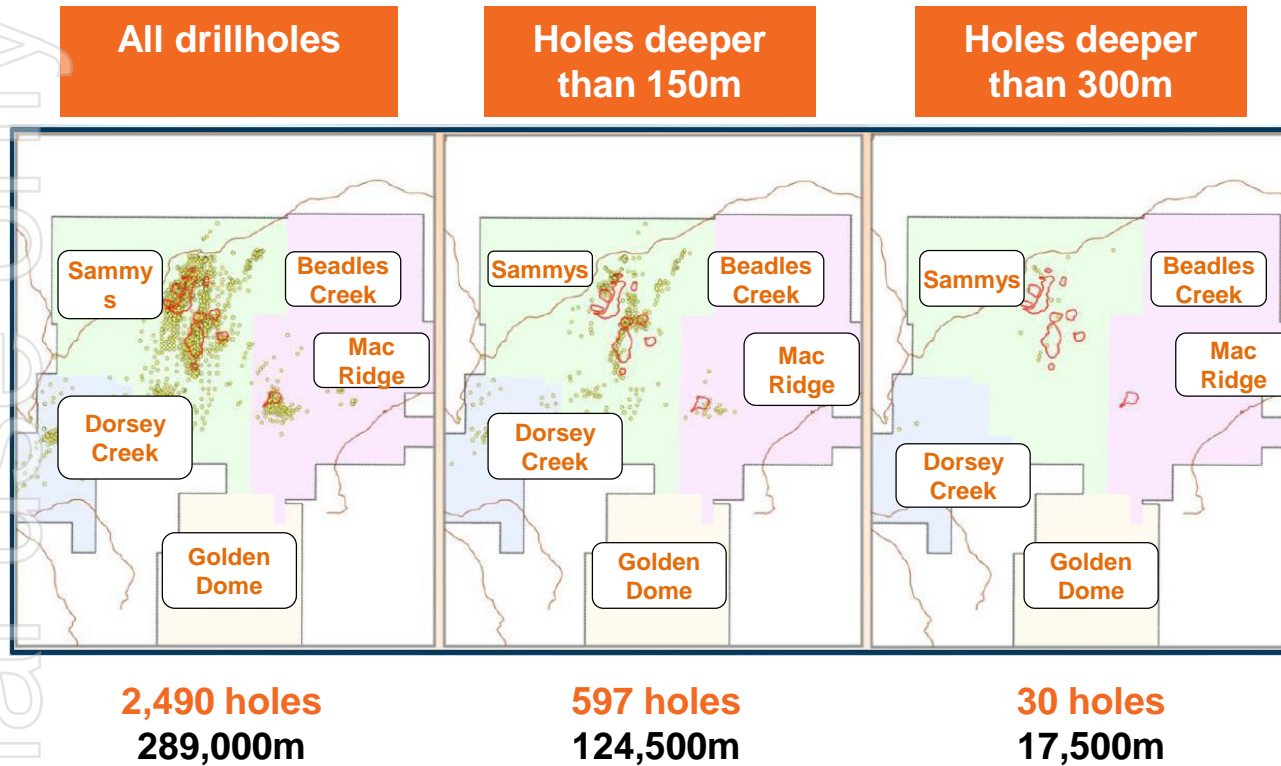 All drillholes
Holes deeper
than 150m
Holes deeper
than 300m
Sammy
s
Beadles
Creek
Mac
Ridge
Dorsey
Creek
Golden
Dome
Sammys
Beadles
Creek
Mac
Ridge
Dorsey
Creek
Golden
Dome
Sammys
Beadles
Creek
Mac
Ridge
Dorsey
Creek
Golden
Dome
2,490 holes
289,000m
597 holes
124,500m
30 holes
17,500m